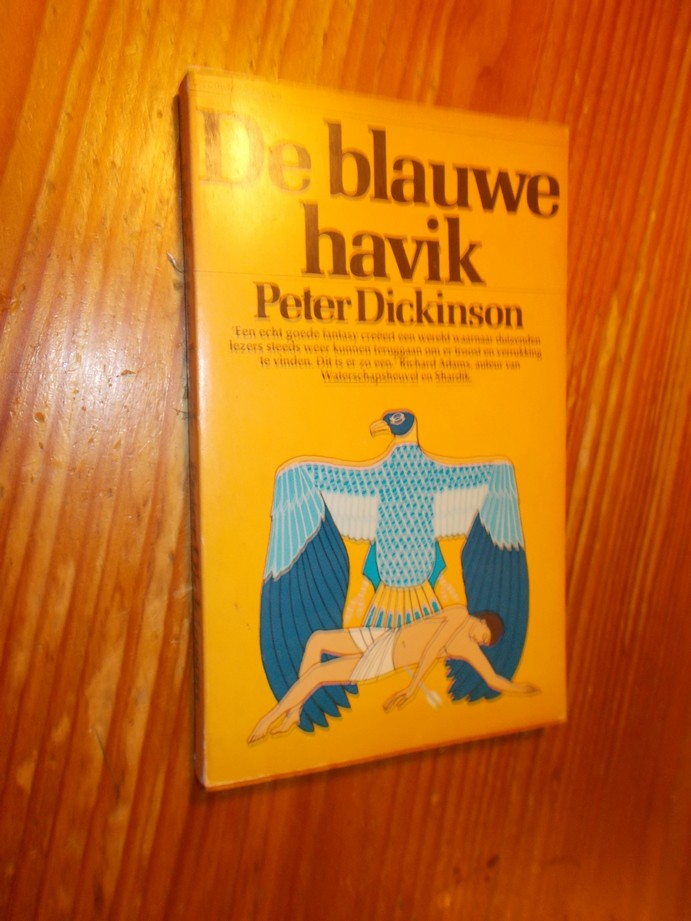 De blauwe
havik
Peter Dickinson
'Een echt goede fantasy creëert een wereld waarnaar duizenden
lezers steeds weer kunnen teruggaan om er troost en verrukking
te vinden. Dit is er zo een.' Richard Adams, auteur van
Waterschapsheuvel en Shardik